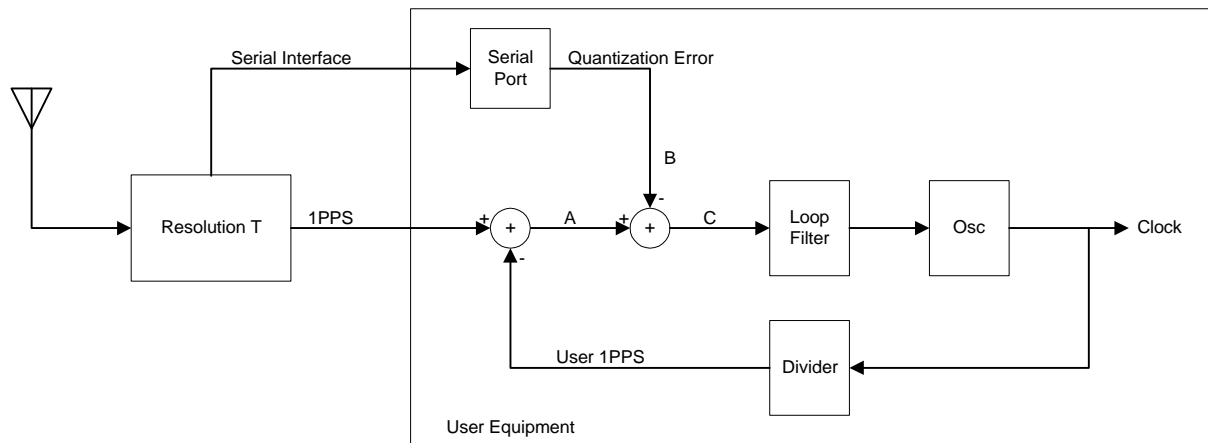 Serial Interface
Serial
Port
Quantization Error
B
Resolution T
1PPS
+
+
-
A
-
+
+
C
Loop
Filter
Osc
Clock
User 1PPS
Divider
User Equipment